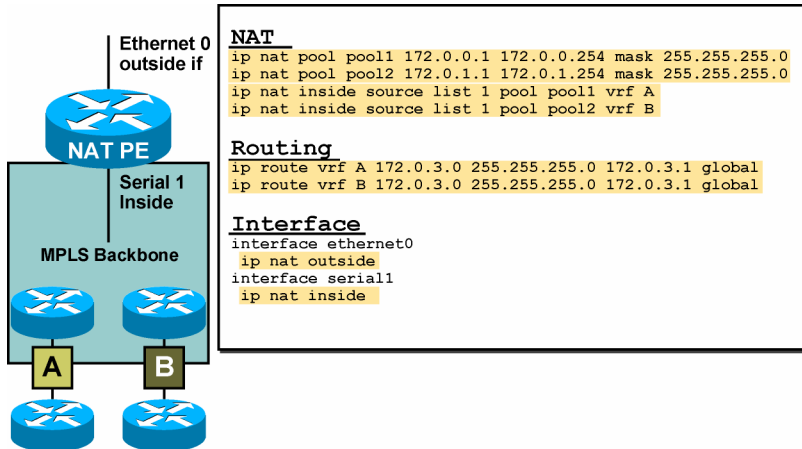 Ethernet 0
outside if
NAT PE
Serial 1
Inside
MPLS Backbone
A
B
NAT
ip nat pool pool1 172.0.0.1 172.0.0.254 mask 255.255.255.0
ip nat pool pool2 172.0.1.1 172.0.1.254 mask 255.255.255.0
ip nat inside source list 1 pool pool1 vrf A
ip nat inside source list 1 pool pool2 vrf B
Routing
ip route vrf A 172.0.3.0 255.255.255.0 172.0.3.1 global
ip route vrf B 172.0.3.0 255.255.255.0 172.0.3.1 global
Interface
interface ethernet0
ip nat outside
interface serial1
ip nat inside